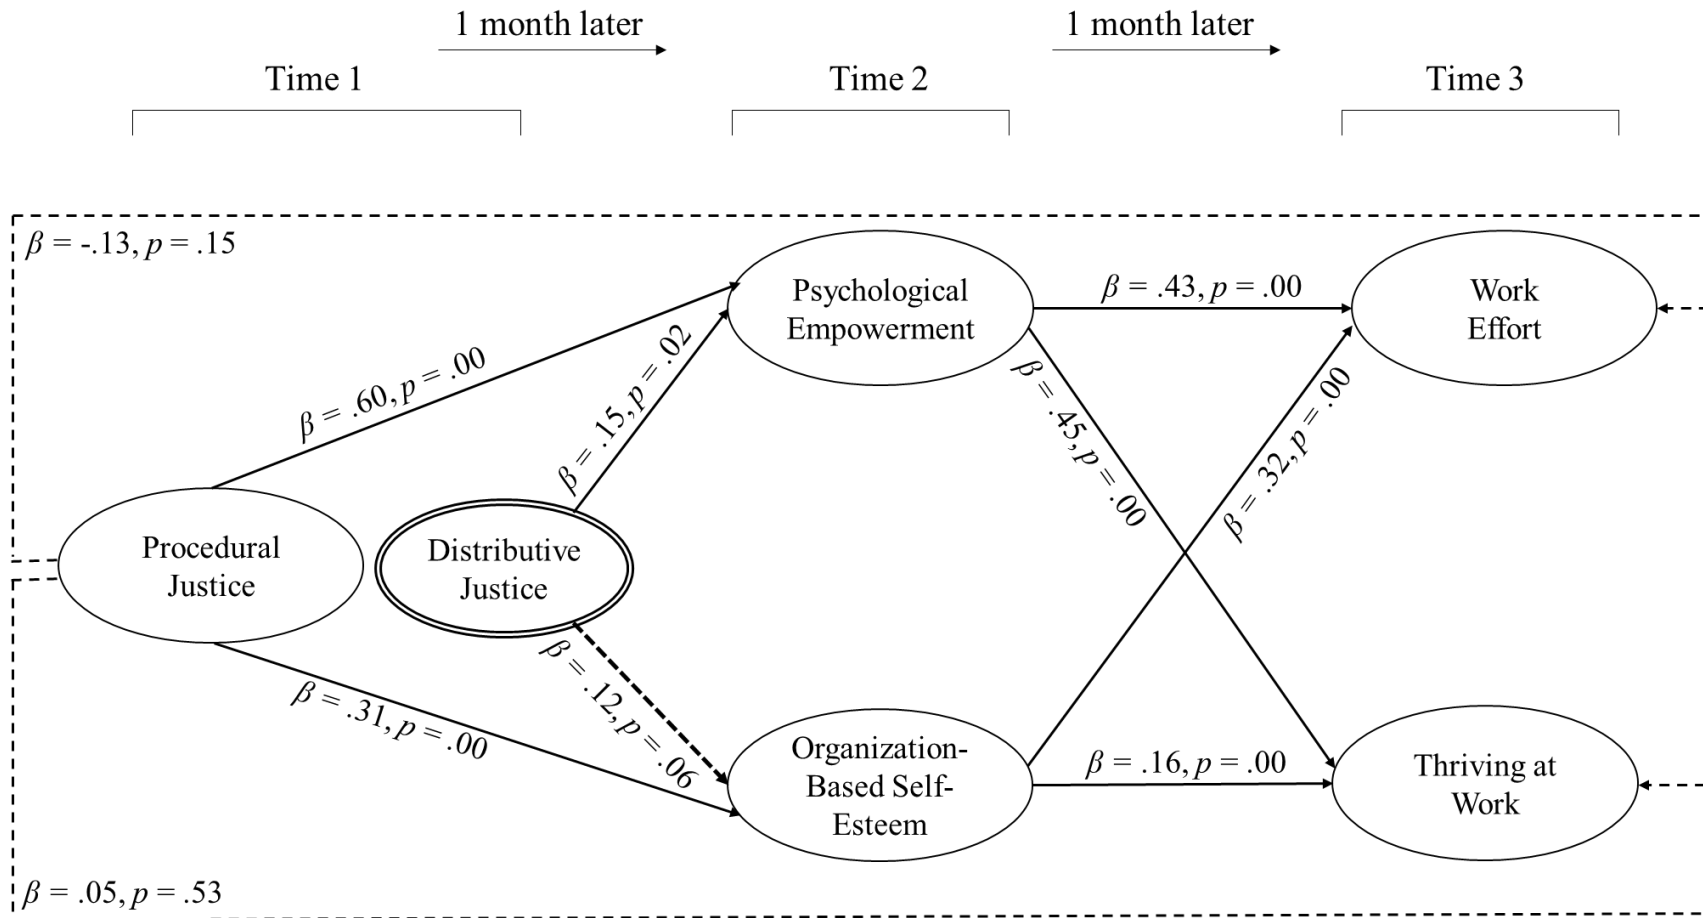 1 month later
1 month later
Time 1
Time 2
Time 3
β = -.13, p = .15
Psychological
Empowerment
β = .43, p = .00
Work
Effort
β = .60, p = .00
β = .15, p = .02
β = .45, p = .00
β = .32, p = .00
Procedural
Justice
Distributive
Justice
β = .12, p = .06
β = .31, p = .00
Organization-
Based Self-
Esteem
β = .16, p = .00
Thriving at
Work
β = .05, p = .53